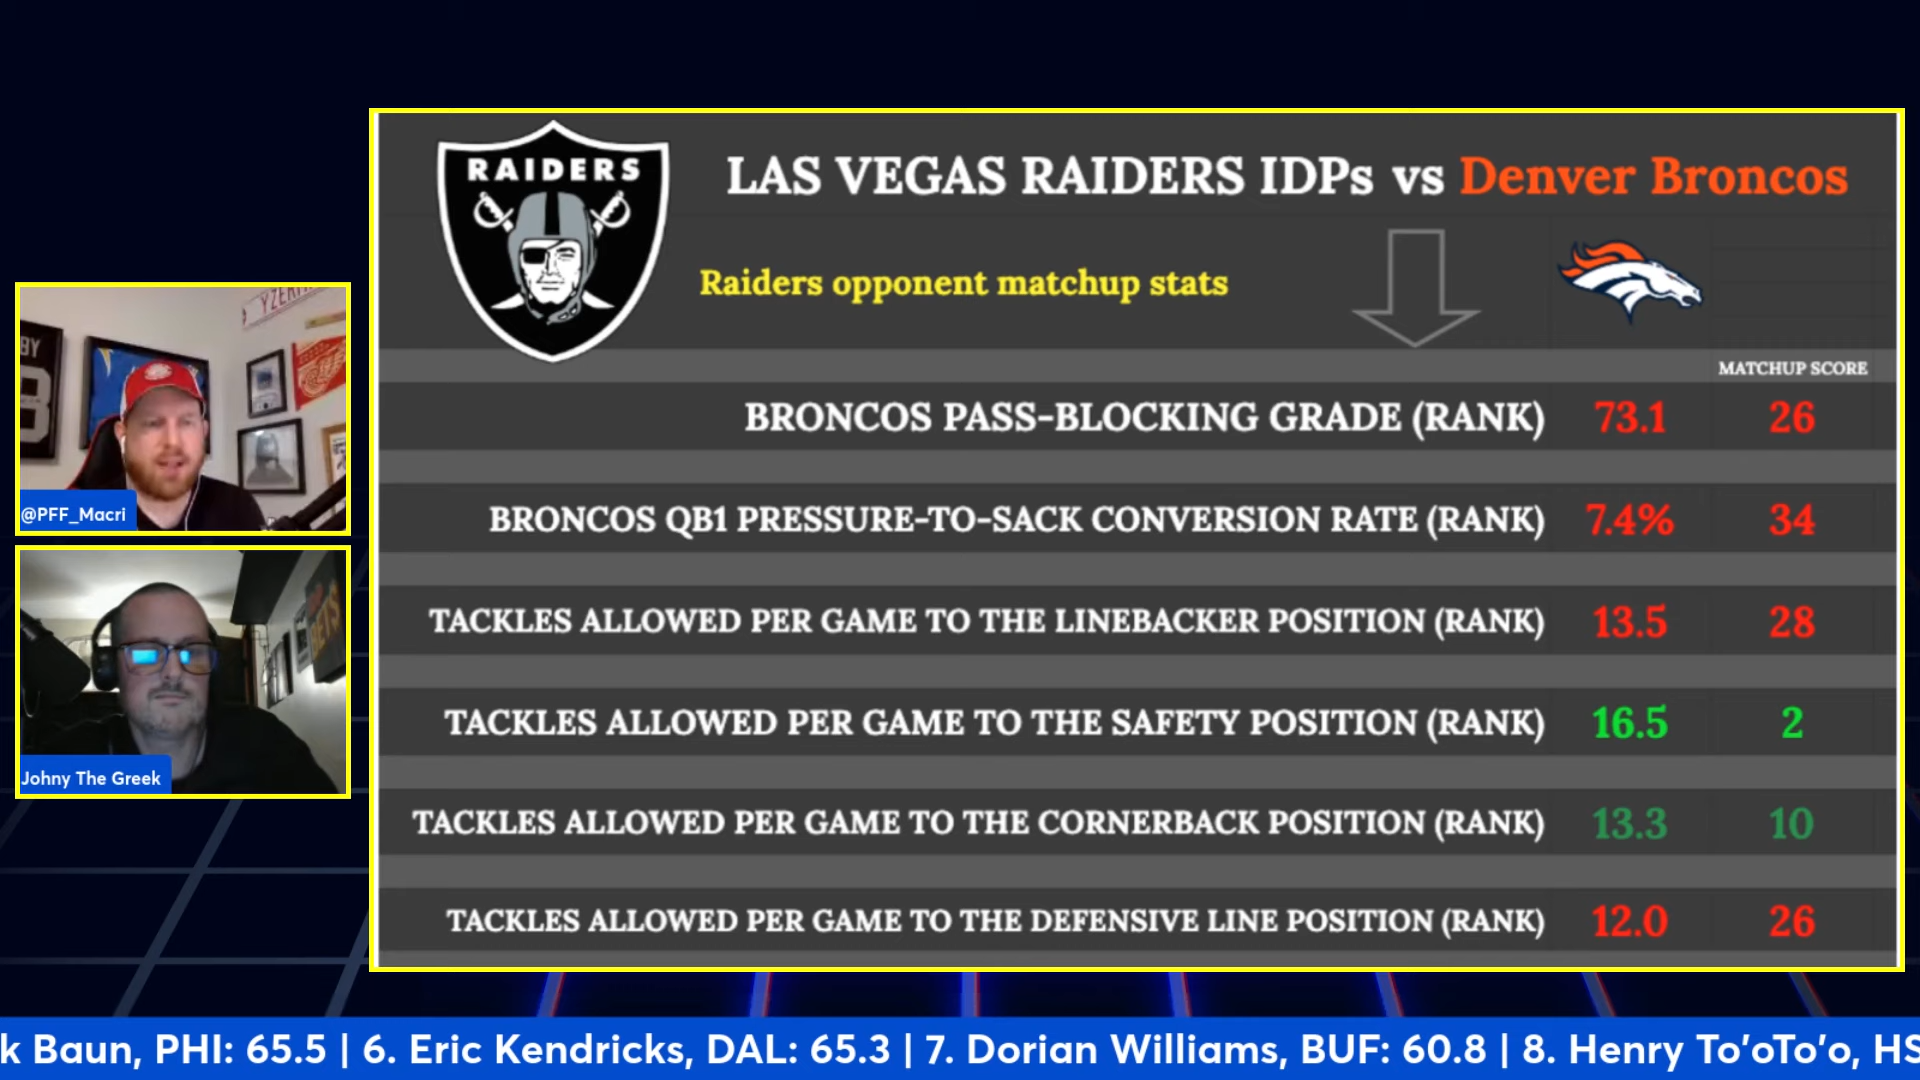 RAIDERS
LAS VEGAS RAIDERS IDPs vs Denver Broncos
Raiders opponent matchup stats
MATCHUP SCORE
BRONCOS PASS-BLOCKING GRADE (RANK) 73.1 26
BRONCOS QB1 PRESSURE-TO-SACK CONVERSION RATE (RANK) 7.4% 34
TACKLES ALLOWED PER GAME TO THE LINEBACKER POSITION (RANK) 13.5 28
TACKLES ALLOWED PER GAME TO THE SAFETY POSITION (RANK) 16.5 2
TACKLES ALLOWED PER GAME TO THE CORNERBACK POSITION (RANK) 13.3 10
TACKLES ALLOWED PER GAME TO THE DEFENSIVE LINE POSITION (RANK) 12.0 26
@PFF_Macri
Johny The Greek
k Baun, PHI: 65.5 | 6. Eric Kendricks, DAL: 65.3 | 7. Dorian Williams, BUF: 60.8 | 8. Henry To'oTo'o, HS